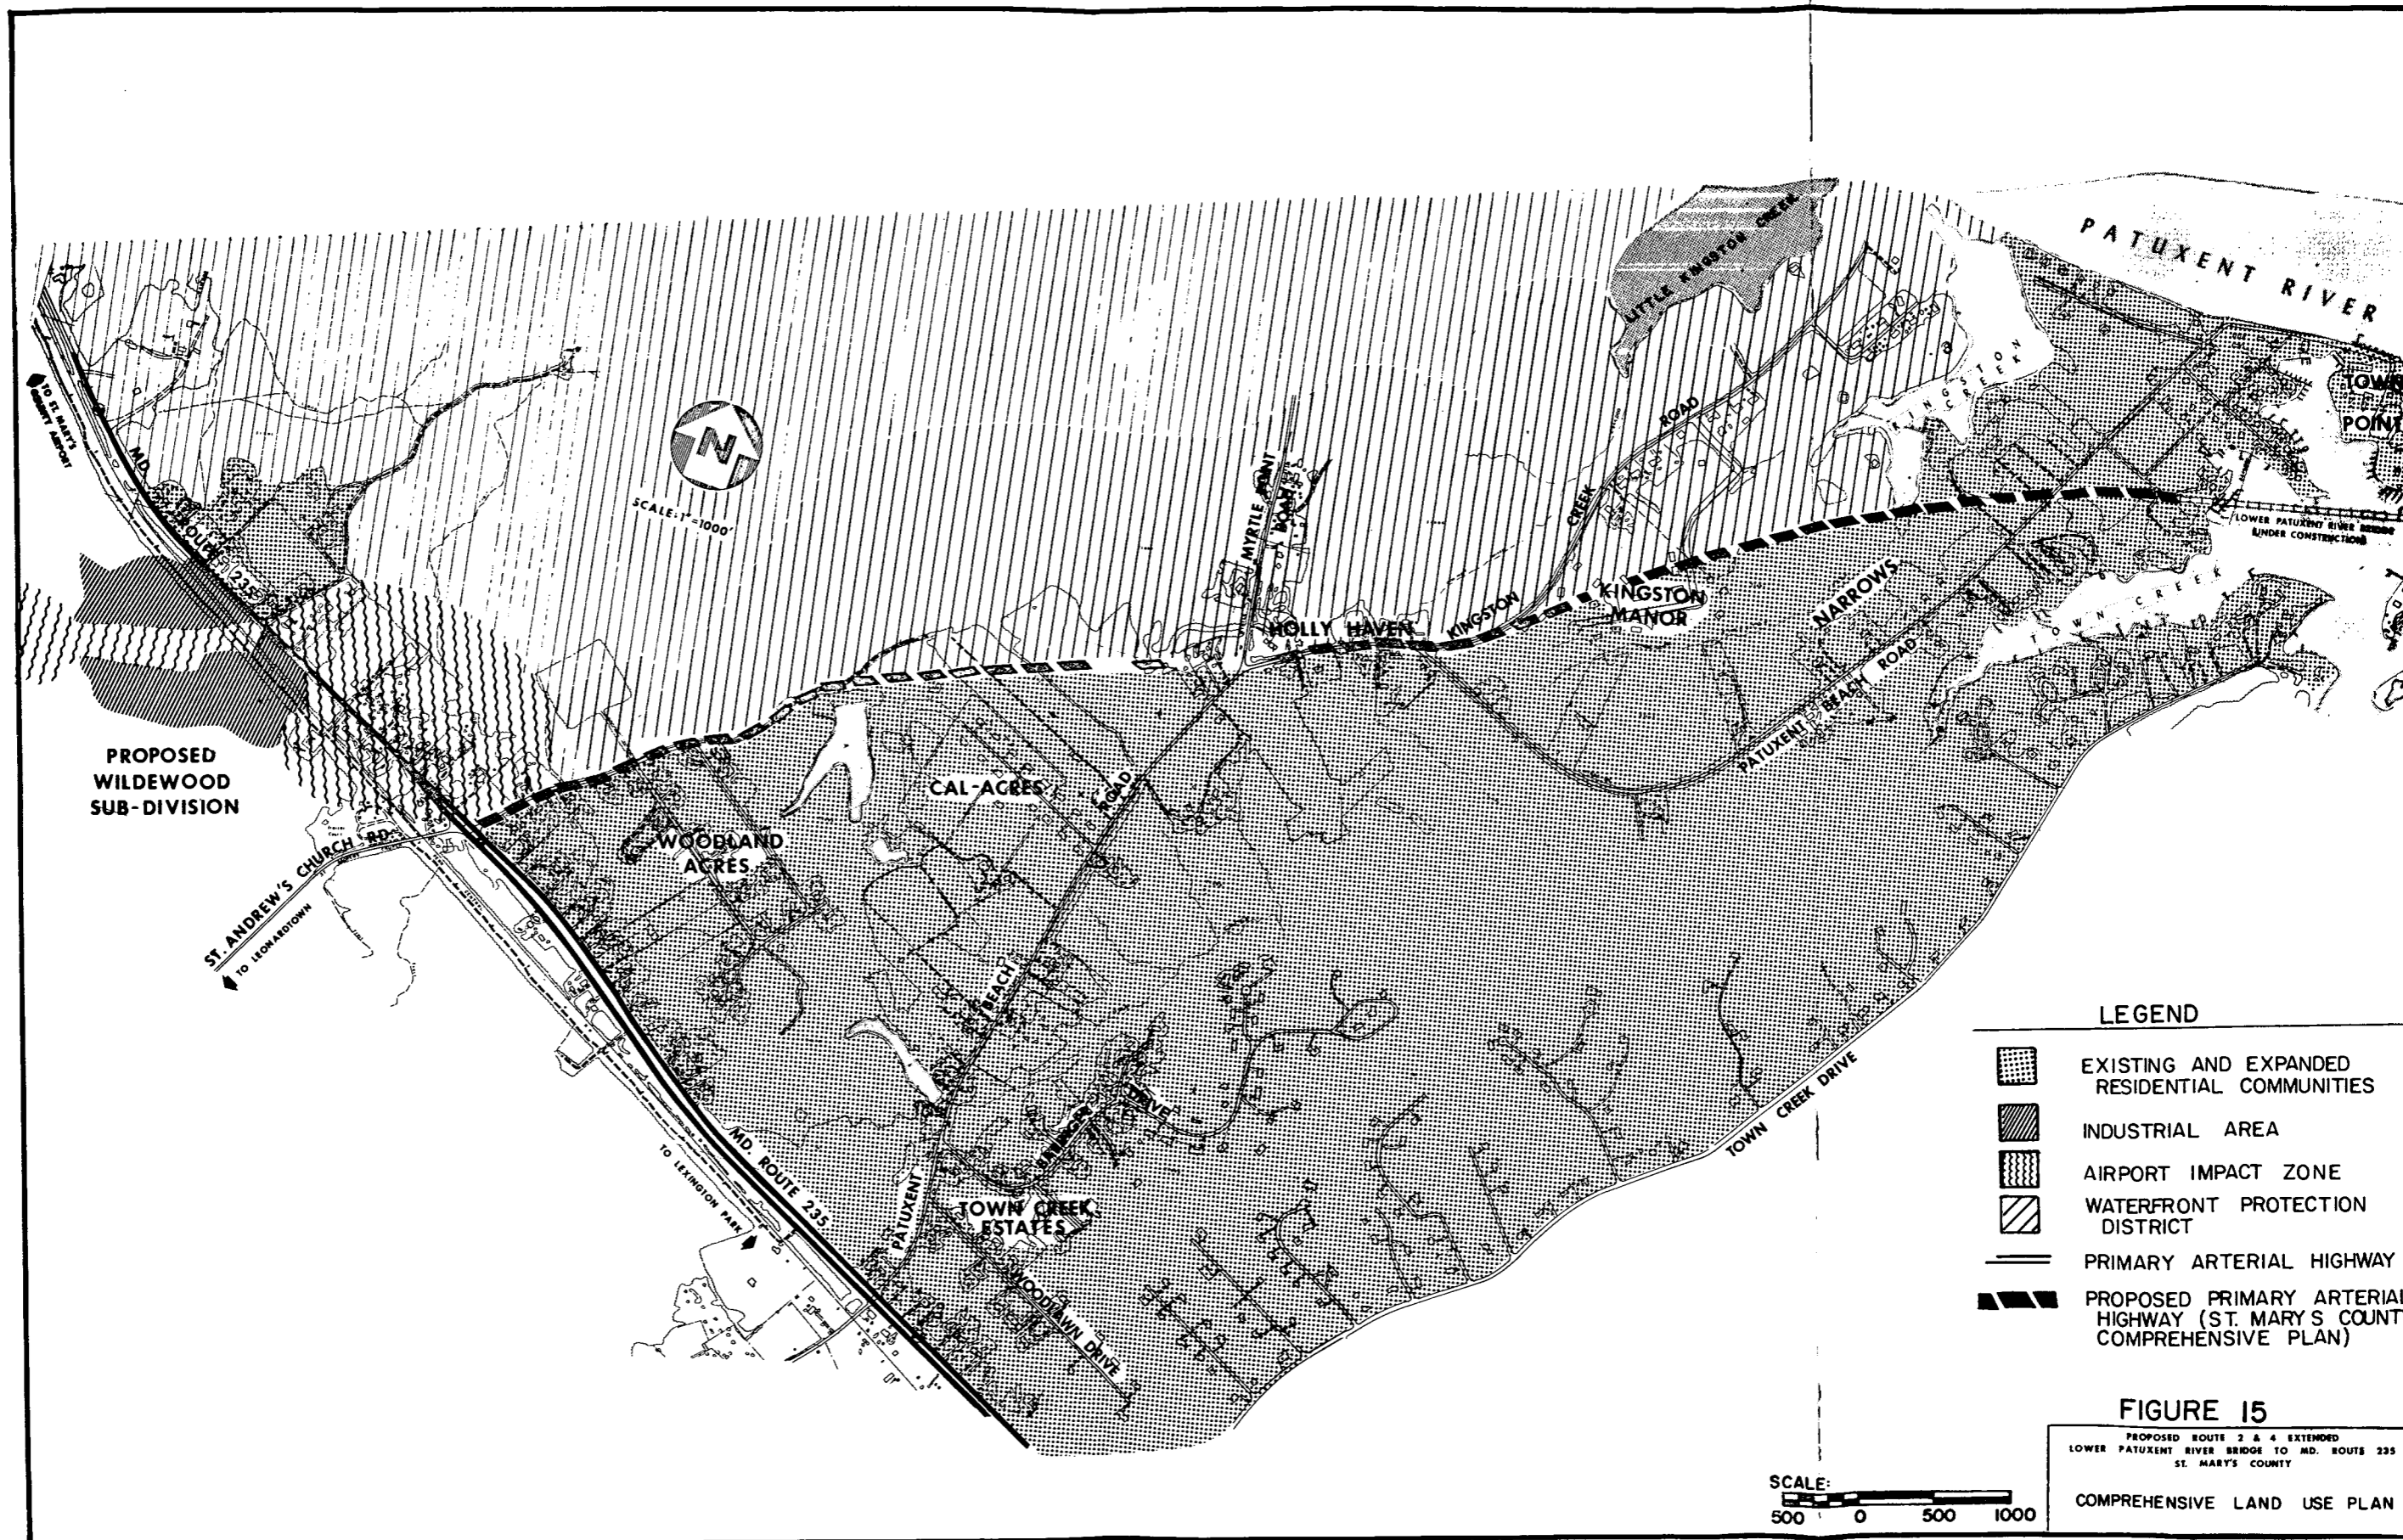 PATUXENT RIVER
LITTLE KINGSTON CREEK
KINGSTON
CREEK
TOWN
POINT
TO ST. MARY'S
COUNTY AIRPORT
MD. ROUTE 235
N
SCALE: 1"=1000'
MYRTLE POINT
ROAD
KINGSTON CREEK ROAD
LOWER PATUXENT RIVER BRIDGE
UNDER CONSTRUCTION
HOLLY HAVEN
KINGSTON
MANOR
NARROWS
TOWN CREEK
PATUXENT BEACH ROAD
PROPOSED
WILDEWOOD
SUB-DIVISION
CAL-ACRES
WOODLAND
ACRES
ST. ANDREW'S CHURCH RD.
TO LEONARDTOWN
PATUXENT BEACH ROAD
DRIVE
TOWN CREEK DRIVE
MD. ROUTE 235
TO LEXINGTON PARK
TOWN CREEK
ESTATES
WOODLAWN DRIVE
LEGEND
EXISTING AND EXPANDED
RESIDENTIAL COMMUNITIES
INDUSTRIAL AREA
AIRPORT IMPACT ZONE
WATERFRONT PROTECTION
DISTRICT
PRIMARY ARTERIAL HIGHWAY
PROPOSED PRIMARY ARTERIAL
HIGHWAY (ST. MARY'S COUNT
COMPREHENSIVE PLAN)
FIGURE 15
PROPOSED ROUTE 2 & 4 EXTENDED
LOWER PATUXENT RIVER BRIDGE TO MD. ROUTE 235
ST. MARY'S COUNTY
COMPREHENSIVE LAND USE PLAN
SCALE:
500 0 500 1000